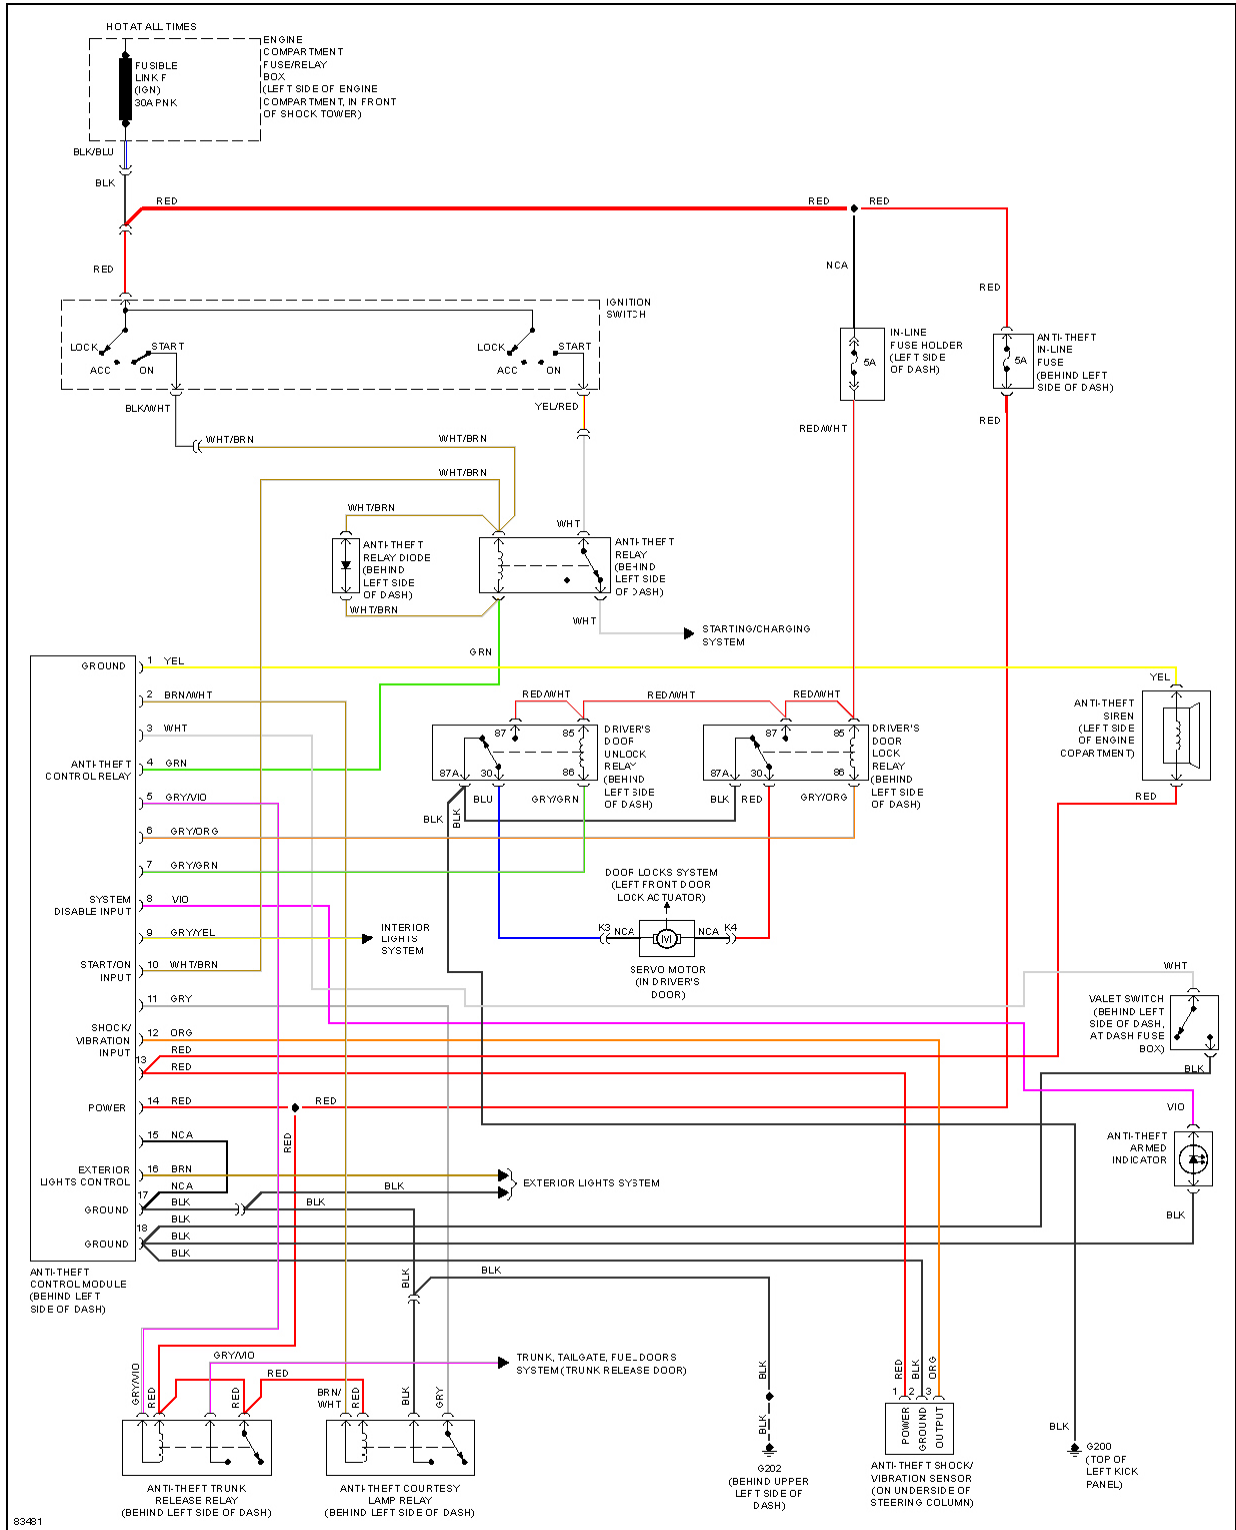 HOT AT ALL TIMES
FUSIBLE
LINK F
(IGN)
30A PNK
ENGINE
COMPARTMENT
FUSE/RELAY
BOX
(LEFT SIDE OF ENGINE
COMPARTMENT, IN FRONT
OF SHOCK TOWER)
BLK/BLU
BLK
RED
RED
RED
NCA
RED
RED
IGNITION
SWITCH
LOCK
START
ACC
ON
LOCK
START
ACC
ON
IN-LINE
FUSE HOLDER
(LEFT SIDE
OF DASH)
5A
ANTI-THEFT
IN-LINE
FUSE
(BEHIND LEFT
SIDE OF DASH)
5A
BLK/WHT
YEL/RED
RED/WHT
RED
WHT/BRN
WHT/BRN
WHT/BRN
WHT/BRN
WHT
ANTI-THEFT
RELAY DIODE
(BEHIND
LEFT SIDE
OF DASH)
ANTI-THEFT
RELAY
(BEHIND
LEFT SIDE
OF DASH)
WHT/BRN
WHT
STARTING/CHARGING
SYSTEM
GRN
GROUND
1 YEL
2 BRN/WHT
3 WHT
ANTI-THEFT
CONTROL RELAY
4 GRN
5 GRY/VIO
6 GRY/ORG
7 GRY/GRN
SYSTEM
DISABLE INPUT
8 VIO
9 GRY/YEL
START/ON
INPUT
10 WHT/BRN
11 GRY
SHOCK/
VIBRATION
INPUT
12 ORG
RED
13
RED
POWER
14 RED
RED
15 NCA
EXTERIOR
LIGHTS CONTROL
16 BRN
NCA
17
GROUND
BLK
BLK
18
GROUND
BLK
BLK
ANTI-THEFT
CONTROL MODULE
(BEHIND LEFT
SIDE OF DASH)
RED/WHT
RED/WHT
RED/WHT
87
85
87A
30
86
DRIVER'S
DOOR
UNLOCK
RELAY
(BEHIND
LEFT SIDE
OF DASH)
87
85
87A
30
86
DRIVER'S
DOOR
LOCK
RELAY
(BEHIND
LEFT SIDE
OF DASH)
BLK
BLK
BLU
GRY/GRN
BLK
RED
GRY/ORG
YEL
ANTI-THEFT
SIREN
(LEFT SIDE
OF ENGINE
COPARTMENT)
RED
DOOR LOCKS SYSTEM
(LEFT FRONT DOOR
LOCK ACTUATOR)
K3
NCA
M
NCA
K4
SERVO MOTOR
(IN DRIVER'S
DOOR)
INTERIOR
LIGHTS
SYSTEM
WHT
VALET SWITCH
(BEHIND LEFT
SIDE OF DASH,
AT DASH FUSE
BOX)
BLK
VIO
ANTI-THEFT
ARMED
INDICATOR
BLK
RED
BLK
BLK
EXTERIOR LIGHTS SYSTEM
BLK
BLK
GRY/VIO
TRUNK, TAILGATE, FUEL DOORS
SYSTEM (TRUNK RELEASE DOOR)
RED
GRY/VIO
RED
RED
BRN/
WHT
RED
BLK
GRY
ANTI-THEFT TRUNK
RELEASE RELAY
(BEHIND LEFT SIDE OF DASH)
ANTI-THEFT COURTESY
LAMP RELAY
(BEHIND LEFT SIDE OF DASH)
BLK
BLK
G202
(BEHIND UPPER
LEFT SIDE OF
DASH)
RED
BLK
ORG
1 2 3
POWER
GROUND
OUTPUT
ANTI-THEFT SHOCK/
VIBRATION SENSOR
(ON UNDERSIDE OF
STEERING COLUMN)
BLK
G200
(TOP OF
LEFT KICK
PANEL)
83481